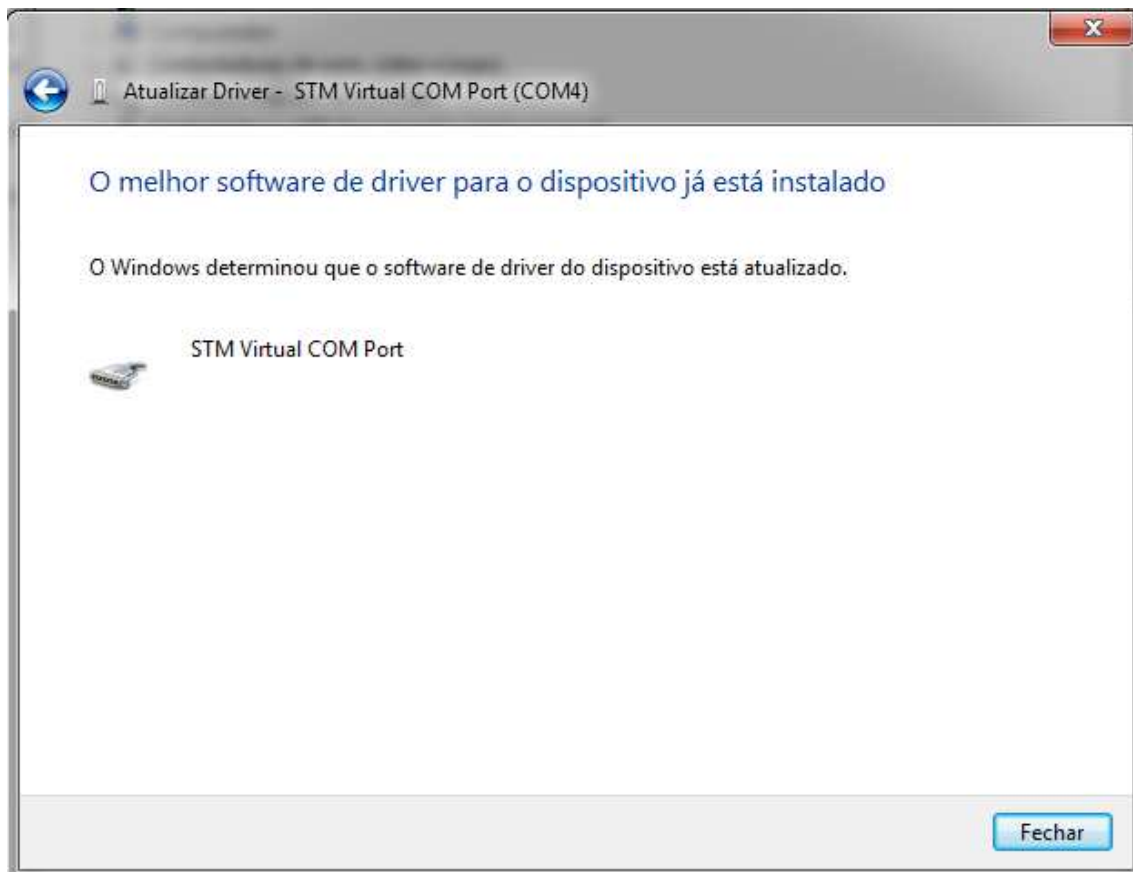 Atualizar Driver - STM Virtual COM Port (COM4)
O melhor software de driver para o dispositivo já está instalado
O Windows determinou que o software de driver do dispositivo está atualizado.
STM Virtual COM Port
Fechar